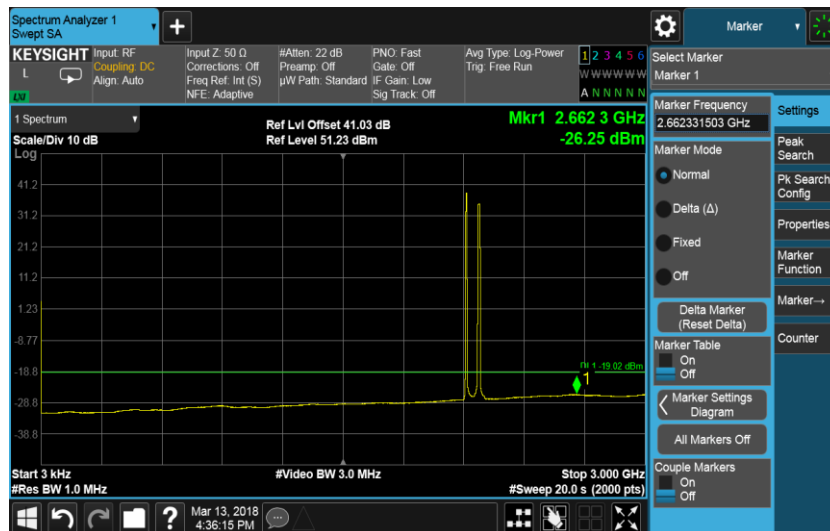 Spectrum Analyzer 1
Swept SA
+
Marker
KEYSIGHT
L
LXI
Input: RF
Coupling: DC
Align: Auto
Input Z: 50 Ω
Corrections: Off
Freq Ref: Int (S)
NFE: Adaptive
#Atten: 22 dB
Preamp: Off
µW Path: Standard
PNO: Fast
Gate: Off
IF Gain: Low
Sig Track: Off
Avg Type: Log-Power
Trig: Free Run
1 2 3 4 5 6
W W W W W W
A N N N N N
Select Marker
Marker 1
1 Spectrum
Scale/Div 10 dB
Log
Ref Lvl Offset 41.03 dB
Ref Level 51.23 dBm
Mkr1 2.662 3 GHz
-26.25 dBm
41.2
31.2
21.2
11.2
1.23
-8.77
-18.8
-28.8
-38.8
DL1 -19.02 dBm
1
Start 3 kHz
#Res BW 1.0 MHz
#Video BW 3.0 MHz
Stop 3.000 GHz
#Sweep 20.0 s (2000 pts)
Marker Frequency
2.662331503 GHz
Marker Mode
Normal
Delta (Δ)
Fixed
Off
Delta Marker
(Reset Delta)
Marker Table
On
Off
Marker Settings
Diagram
All Markers Off
Couple Markers
On
Off
Settings
Peak
Search
Pk Search
Config
Properties
Marker
Function
Marker→
Counter
?
Mar 13, 2018
4:36:15 PM